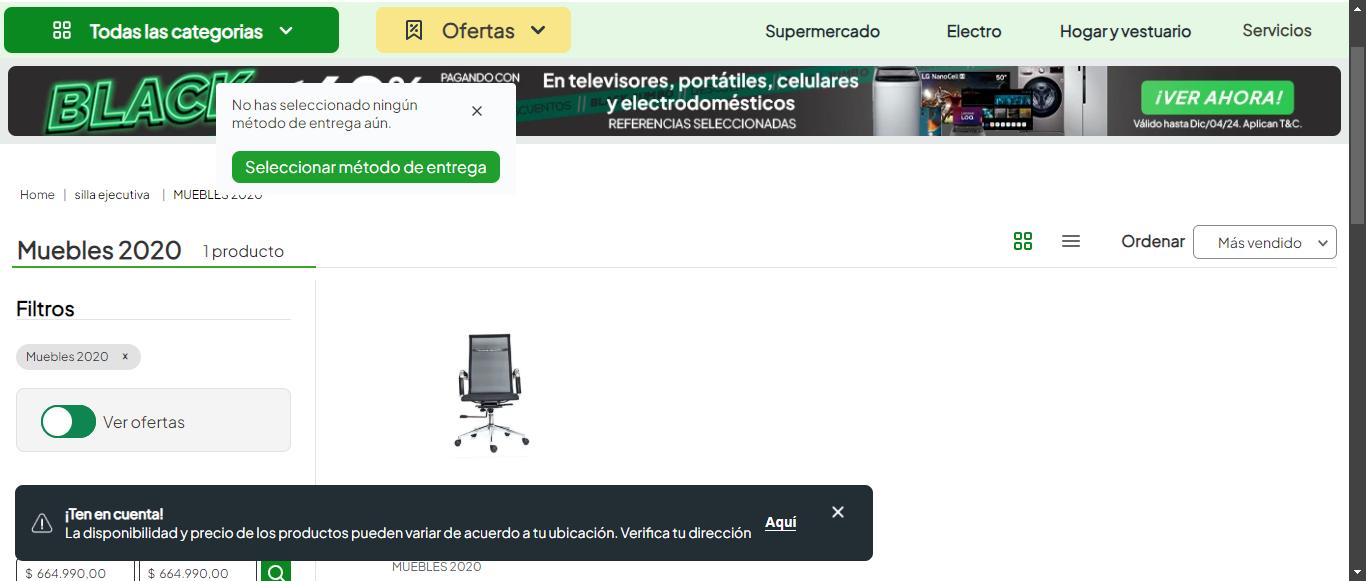 Todas las categorias
Ofertas
Supermercado
Electro
Hogar y vestuario
Servicios
BLACK
PAGANDO CON
En televisores, portátiles, celulares
y electrodomésticos
REFERENCIAS SELECCIONADAS
LG NanoCell
50"
¡VER AHORA!
Válido hasta Dic/04/24. Aplican T&C.
No has seleccionado ningún
método de entrega aún.
Seleccionar método de entrega
Home | silla ejecutiva | MUEBLES 2020
Muebles 2020
1 producto
Ordenar
Más vendido
Filtros
Muebles 2020 x
Ver ofertas
¡Ten en cuenta!
La disponibilidad y precio de los productos pueden variar de acuerdo a tu ubicación. Verifica tu dirección
Aquí
$ 664.990,00
$ 664.990,00
MUEBLES 2020